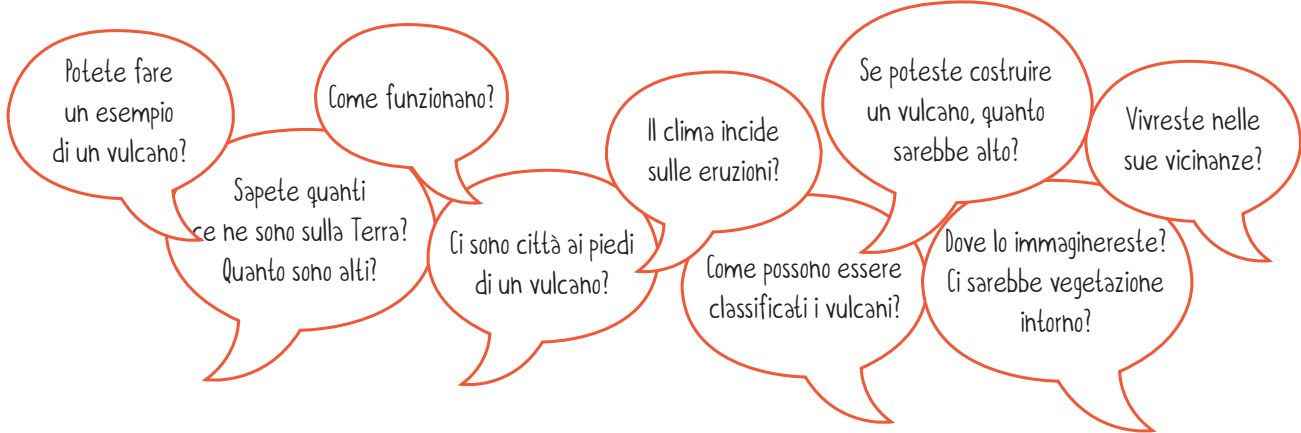 Potete fare
un esempio
di un vulcano?
Sapete quanti
ce ne sono sulla Terra?
Quanto sono alti?
Come funzionano?
Ci sono città ai piedi
di un vulcano?
Il clima incide
sulle eruzioni?
Come possono essere
classificati i vulcani?
Se poteste costruire
un vulcano, quanto
sarebbe alto?
Dove lo immaginereste?
Ci sarebbe vegetazione
intorno?
Vivreste nelle
sue vicinanze?